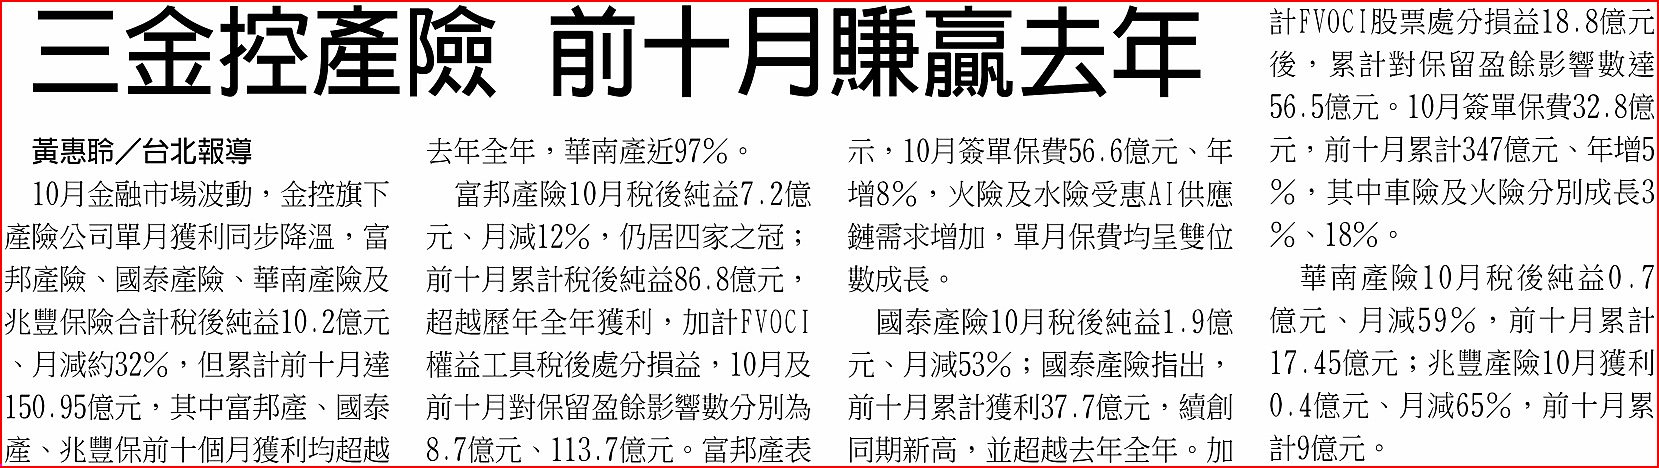 三金控產險 前十月賺贏去年
黃惠聆／台北報導
10月金融市場波動，金控旗下
產險公司單月獲利同步降溫，富
邦產險、國泰產險、華南產險及
兆豐保險合計稅後純益10.2億元
、月減約32%，但累計前十月達
150.95億元，其中富邦產、國泰
產、兆豐保前十個月獲利均超越
去年全年，華南產近97%。
富邦產險10月稅後純益7.2億
元、月減12%，仍居四家之冠；
前十月累計稅後純益86.8億元，
超越歷年全年獲利，加計FVOCI
權益工具稅後處分損益，10月及
前十月對保留盈餘影響數分別為
8.7億元、113.7億元。富邦產表
示，10月簽單保費56.6億元、年
增8%，火險及水險受惠AI供應
鏈需求增加，單月保費均呈雙位
數成長。
國泰產險10月稅後純益1.9億
元、月減53%；國泰產險指出，
前十月累計獲利37.7億元，續創
同期新高，並超越去年全年。加
計FVOCI股票處分損益18.8億元
後，累計對保留盈餘影響數達
56.5億元。10月簽單保費32.8億
元，前十月累計347億元、年增5
%，其中車險及火險分別成長3
%、18%。
華南產險10月稅後純益0.7
億元、月減59%，前十月累計
17.45億元；兆豐產險10月獲利
0.4億元、月減65%，前十月累
計9億元。